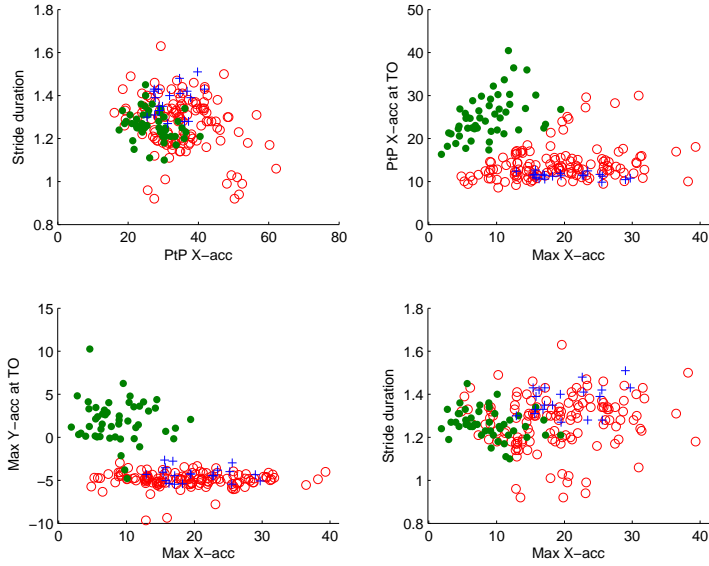 1.8
1.6
1.4
1.2
1
0.8
Stride duration
0 20 40 60 80
PtP X−acc
50
40
30
20
10
0
PtP X−acc at TO
0 10 20 30 40
Max X−acc
15
10
5
0
−5
−10
Max Y−acc at TO
0 10 20 30 40
Max X−acc
1.8
1.6
1.4
1.2
1
0.8
Stride duration
0 10 20 30 40
Max X−acc